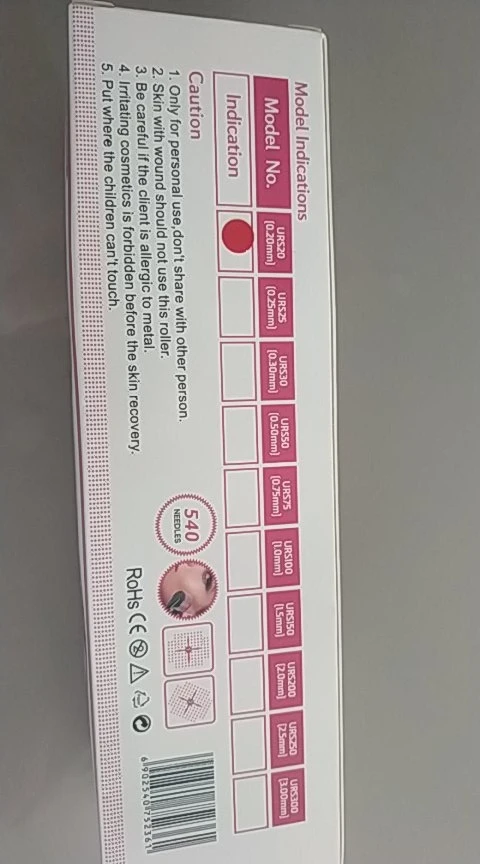 Model Indications
Model No. URS20 URS25 URS30 URS50 URS75 URS100 URS150 URS200 URS250 URS300
(0.20mm) (0.25mm) (0.30mm) (0.50mm) (0.75mm) (1.0mm) (1.5mm) (2.0mm) (2.5mm) (3.00mm)
Indication
Caution
1. Only for personal use,don't share with other person.
2. Skin with wound should not use this roller.
3. Be careful if the client is allergic to metal.
4. Irritating cosmetics is forbidden before the skin recovery.
5. Put where the children can't touch.
540
NEEDLES
RoHs CE
6902540752361